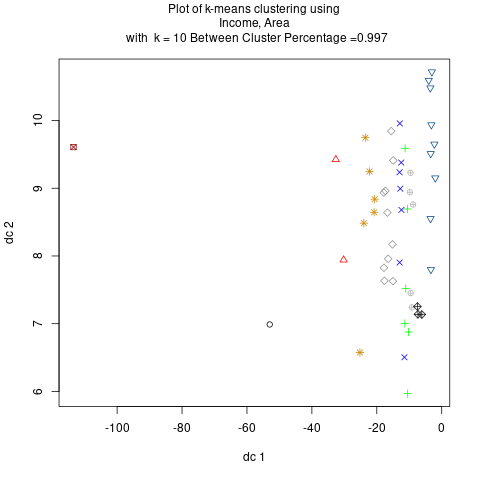 Plot of k-means clustering using
Income, Area
with k = 10 Between Cluster Percentage =0.997
10
9
8
7
6
dc 2
-100
-80
-60
-40
-20
0
dc 1